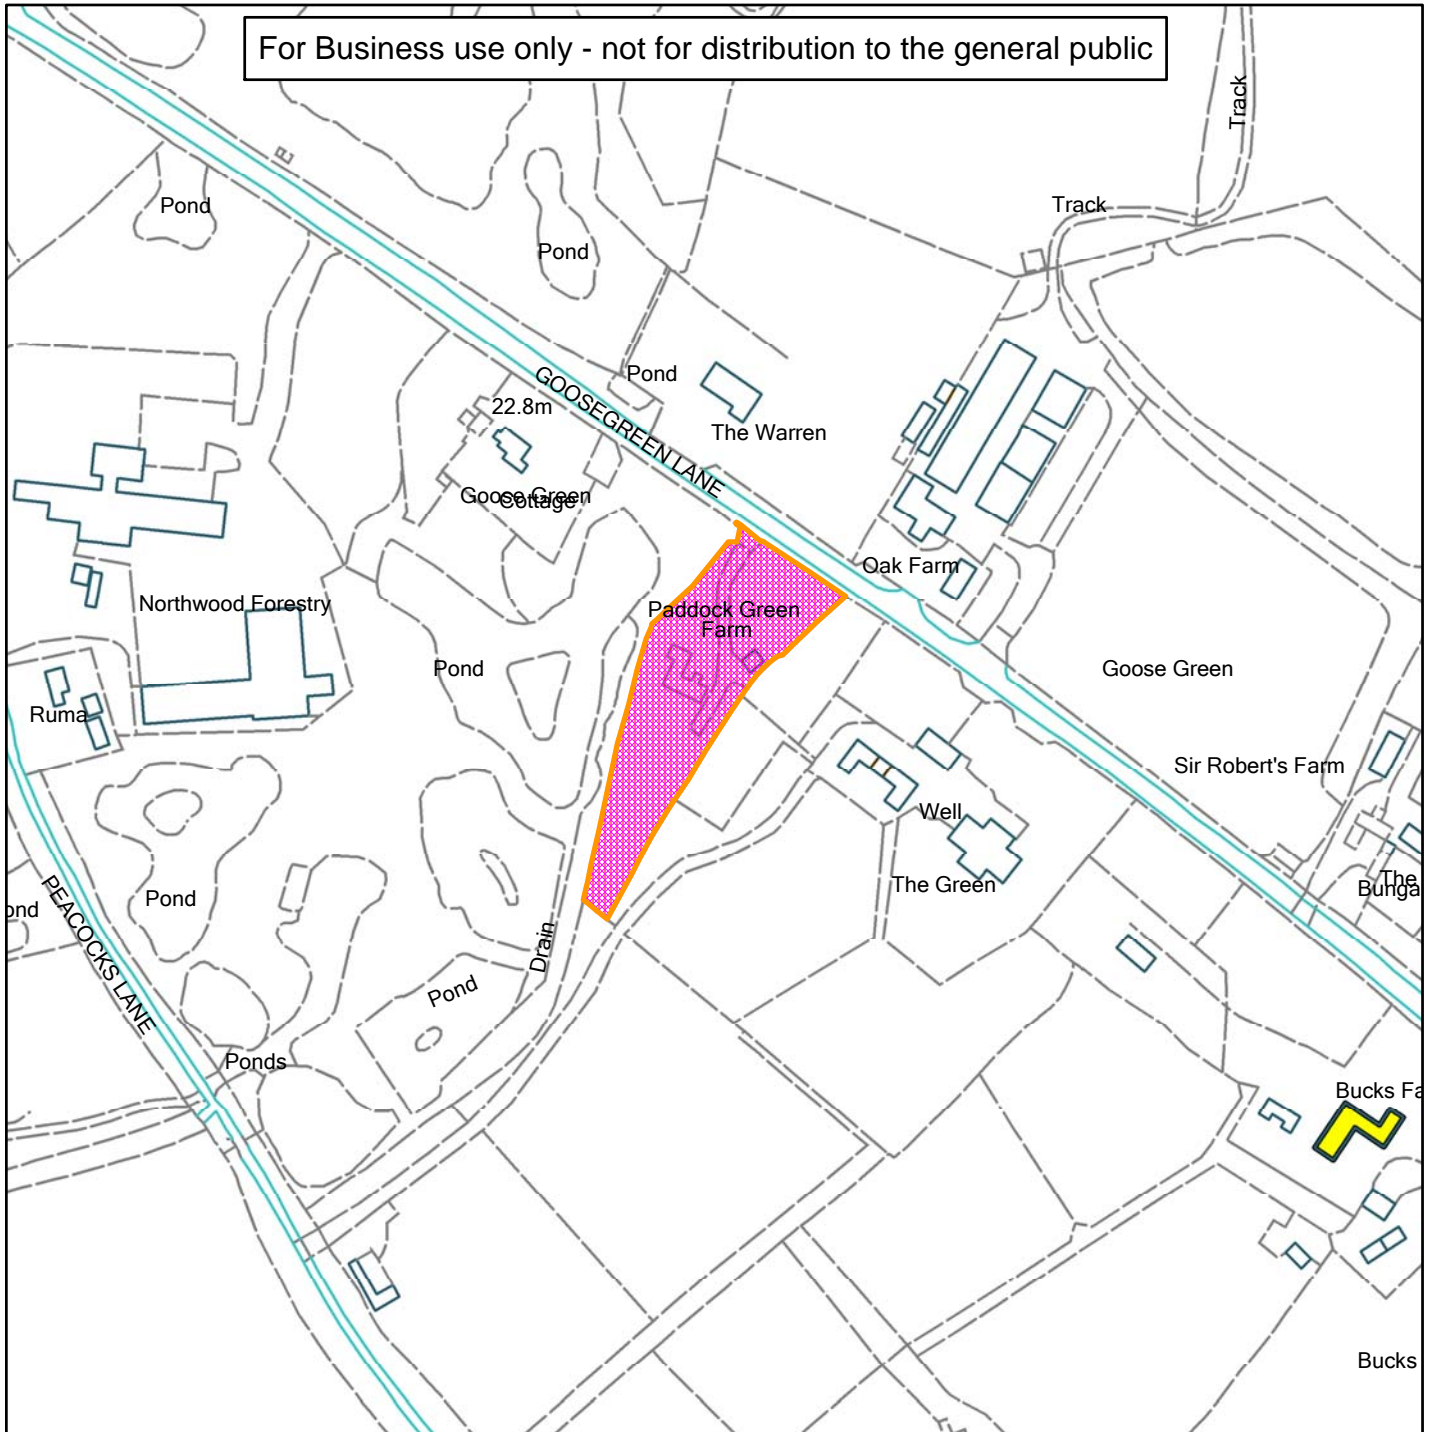 For Business use only - not for distribution to the general public
Track
Pond
Track
Pond
Pond
GOOSEGREEN LANE
22.8m
The Warren
Goose Green
Cottage
Oak Farm
Northwood Forestry
Paddock Green
Farm
Pond
Goose Green
Ruma
Sir Robert's Farm
Well
The Green
The
Bunga
Pond
ond
PEACOCKS LANE
Drain
Pond
Ponds
Bucks Fa
Bucks